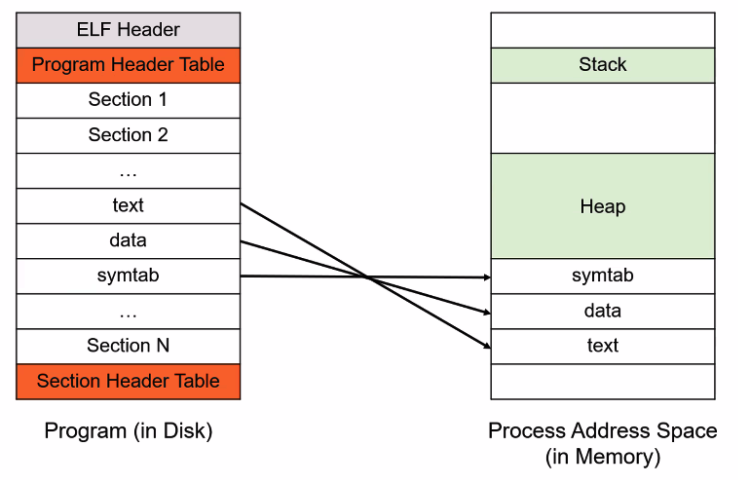 ELF Header
Program Header Table
Section 1
Section 2
...
text
data
symtab
...
Section N
Section Header Table
Program (in Disk)
Stack
Heap
symtab
data
text
Process Address Space
(in Memory)